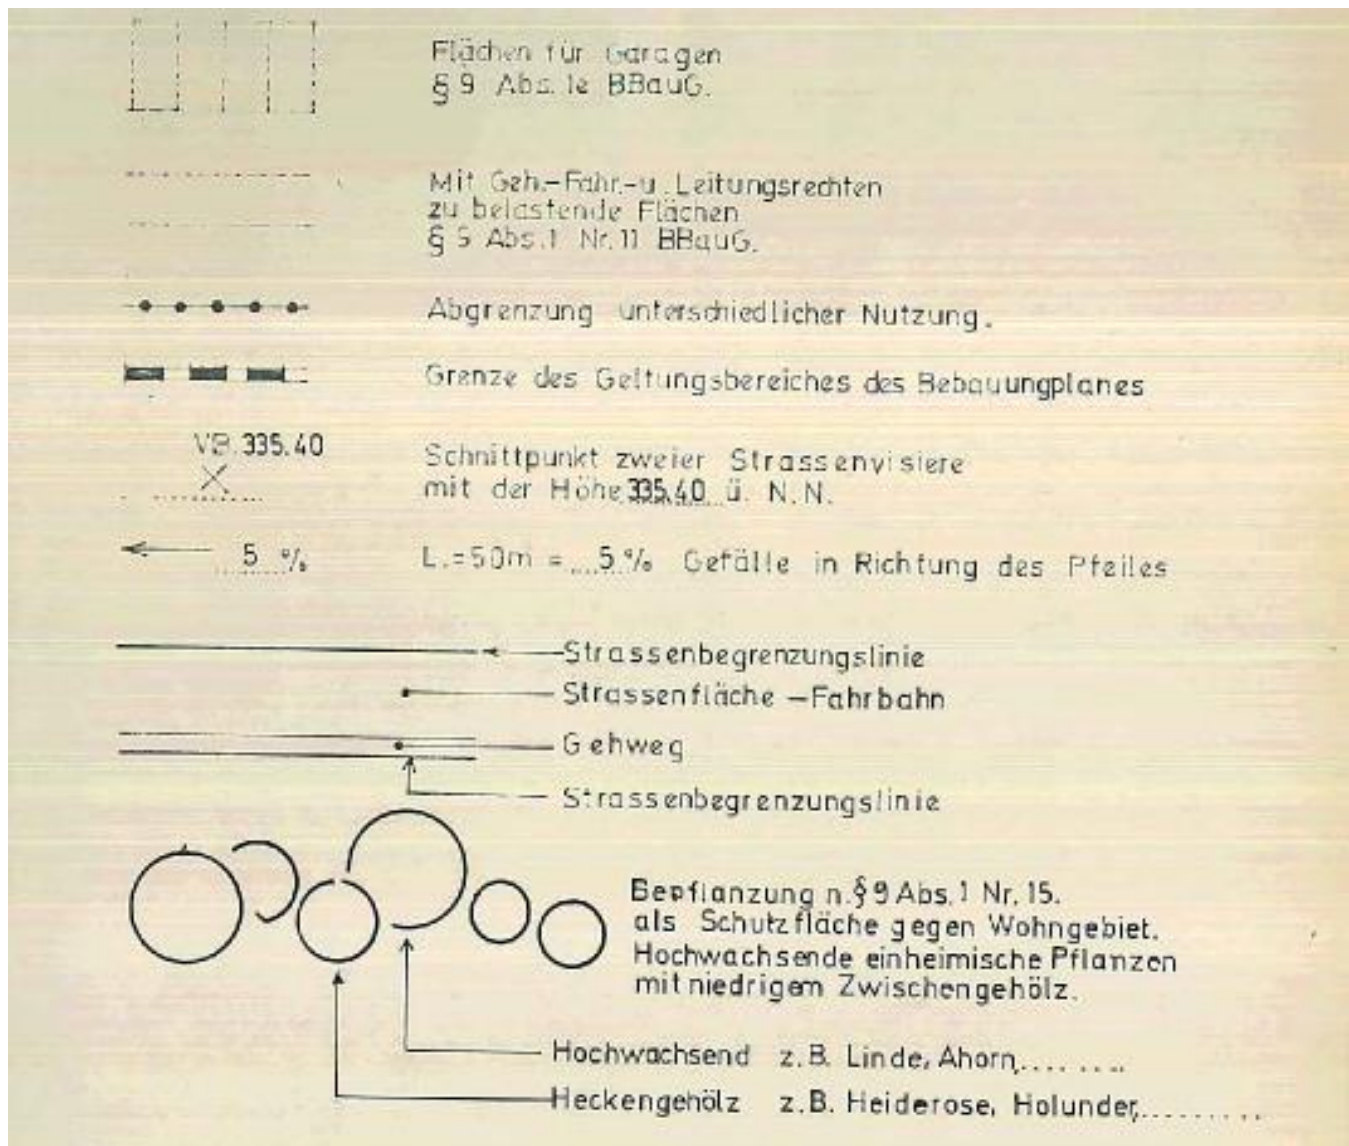 Flächen für Garagen
§ 9 Abs. 1e BBauG.
Mit Geh.-Fahr.-u. Leitungsrechten
zu belastende Flächen
§ 9 Abs.1 Nr. 11 BBauG.
Abgrenzung unterschiedlicher Nutzung.
Grenze des Geltungsbereiches des Bebauungplanes
VB. 335.40
Schnittpunkt zweier Strassenvisiere
mit der Höhe 335.40 ü. N.N.
5 %
L.=50m = 5 % Gefälle in Richtung des Pfeiles
Strassenbegrenzungslinie
Strassenfläche – Fahrbahn
Gehweg
Strassenbegrenzungslinie
Bepflanzung n. § 9 Abs. 1 Nr. 15.
als Schutzfläche gegen Wohngebiet.
Hochwachsende einheimische Pflanzen
mit niedrigem Zwischengehölz.
Hochwachsend z.B. Linde, Ahorn,........
Heckengehölz z.B. Heiderose, Holunder,.........